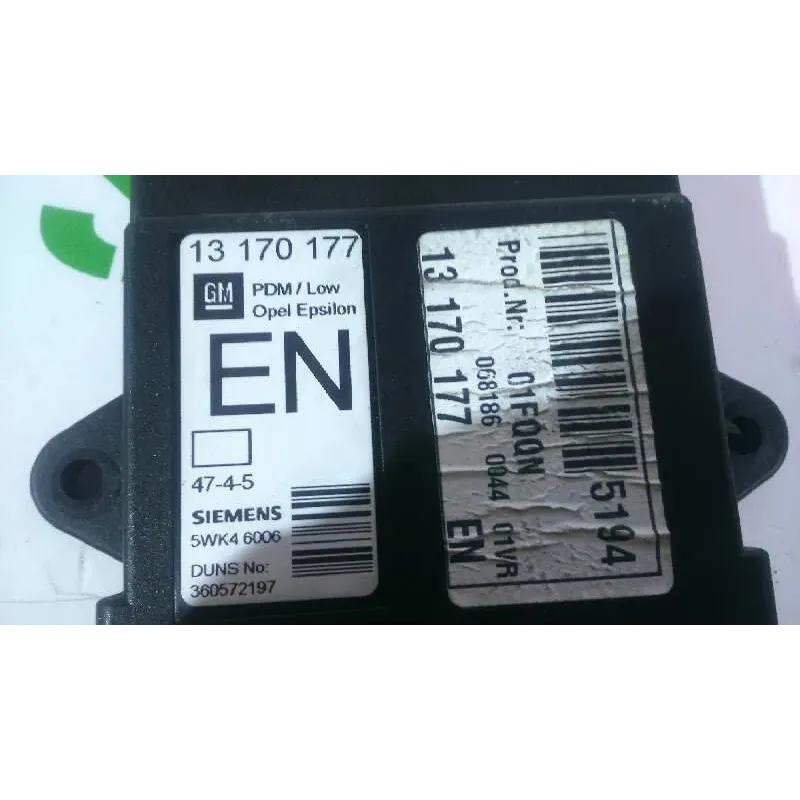 13 170 177
GM
PDM / Low
Opel Epsilon
EN
47-4-5
SIEMENS
5WK4 6006
DUNS No:
360572197
5194
Prod.Nr: 01F00N
068186 0044 01VR
13 170 177 EN